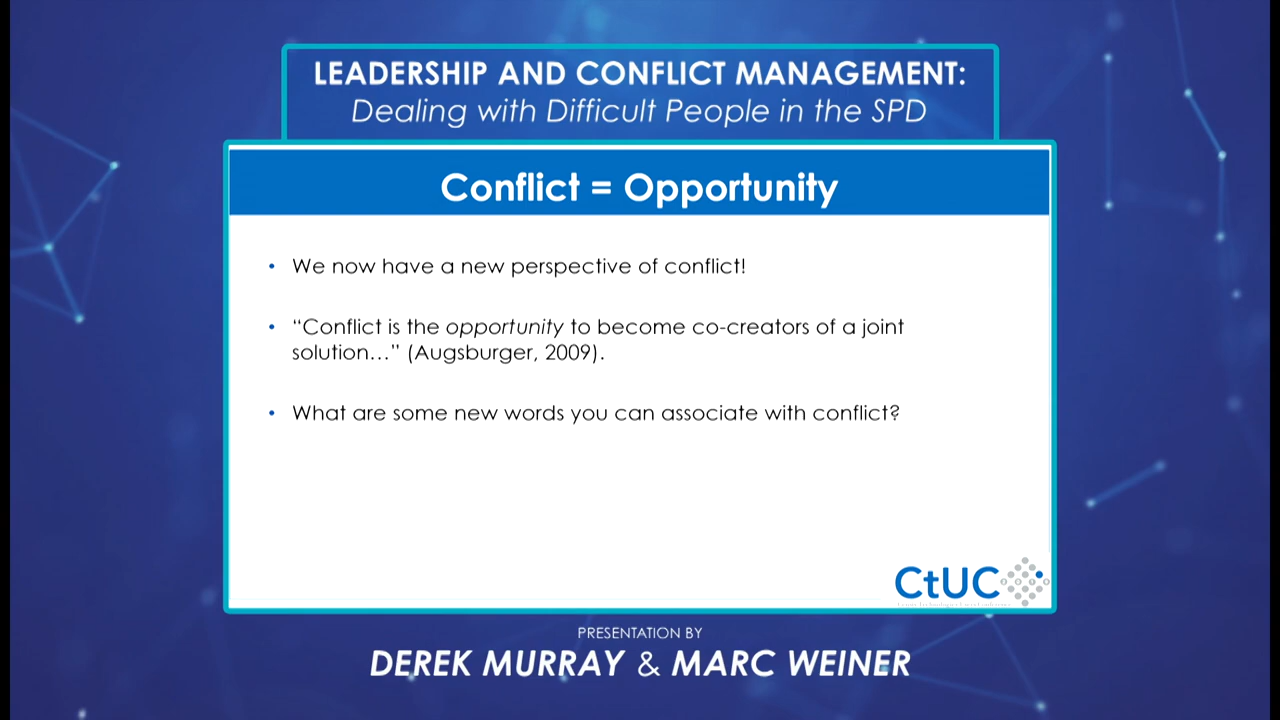 LEADERSHIP AND CONFLICT MANAGEMENT:
Dealing with Difficult People in the SPD
Conflict = Opportunity
• We now have a new perspective of conflict!
• “Conflict is the opportunity to become co-creators of a joint
solution…” (Augsburger, 2009).
• What are some new words you can associate with conflict?
CtUC
PRESENTATION BY
DEREK MURRAY & MARC WEINER